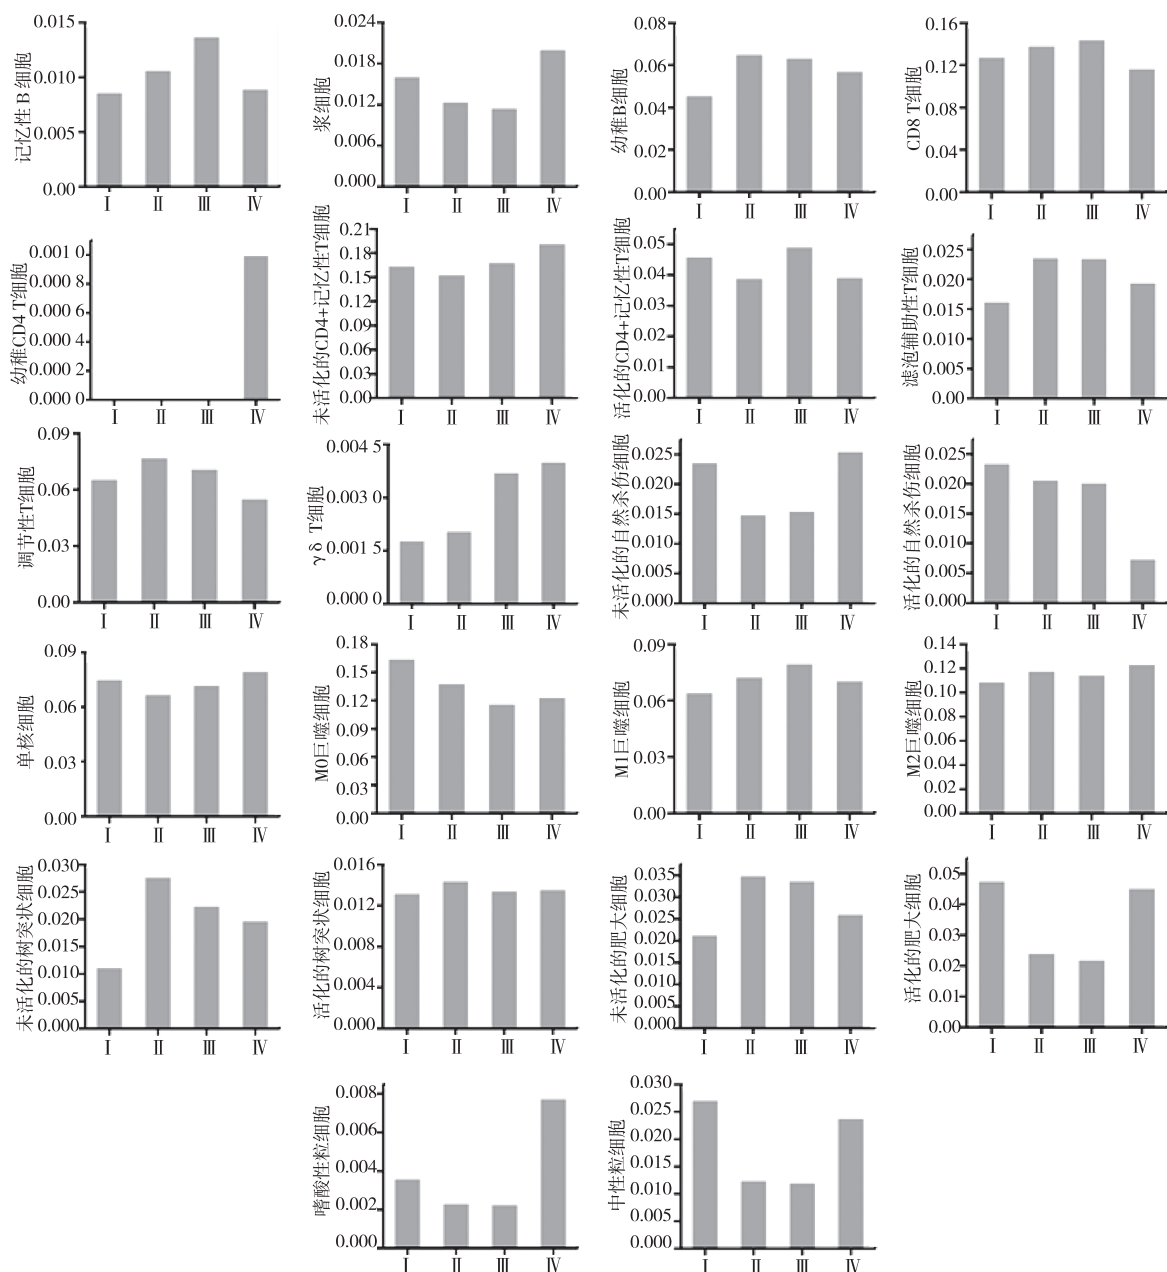 记忆性B细胞
0.015
0.010
0.005
0.00
Ⅰ Ⅱ Ⅲ Ⅳ
浆细胞
0.024
0.018
0.012
0.006
0.000
Ⅰ Ⅱ Ⅲ Ⅳ
幼稚B细胞
0.08
0.06
0.04
0.02
0.00
Ⅰ Ⅱ Ⅲ Ⅳ
CD8 T细胞
0.16
0.12
0.08
0.04
0.00
Ⅰ Ⅱ Ⅲ Ⅳ
幼稚CD4 T细胞
0.001 0
0.000 8
0.000 6
0.000 4
0.000 2
0.000 0
Ⅰ Ⅱ Ⅲ Ⅳ
未活化的CD4+记忆性T细胞
0.21
0.18
0.15
0.12
0.09
0.06
0.03
0.00
Ⅰ Ⅱ Ⅲ Ⅳ
活化的CD4+记忆性T细胞
0.05
0.04
0.03
0.02
0.01
0.00
Ⅰ Ⅱ Ⅲ Ⅳ
滤泡辅助性T细胞
0.025
0.020
0.015
0.010
0.005
0.000
Ⅰ Ⅱ Ⅲ Ⅳ
调节性T细胞
0.09
0.06
0.03
0.00
Ⅰ Ⅱ Ⅲ Ⅳ
γδ T细胞
0.004 5
0.003 0
0.001 5
0.000 0
Ⅰ Ⅱ Ⅲ Ⅳ
未活化的自然杀伤细胞
0.025
0.020
0.015
0.010
0.005
0.000
Ⅰ Ⅱ Ⅲ Ⅳ
活化的自然杀伤细胞
0.025
0.020
0.015
0.010
0.005
0.000
Ⅰ Ⅱ Ⅲ Ⅳ
单核细胞
0.09
0.06
0.03
0.00
Ⅰ Ⅱ Ⅲ Ⅳ
M0巨噬细胞
0.18
0.15
0.12
0.09
0.06
0.03
0.00
Ⅰ Ⅱ Ⅲ Ⅳ
M1巨噬细胞
0.09
0.06
0.03
0.00
Ⅰ Ⅱ Ⅲ Ⅳ
M2巨噬细胞
0.14
0.12
0.10
0.08
0.06
0.04
0.02
0.00
Ⅰ Ⅱ Ⅲ Ⅳ
未活化的树突状细胞
0.030
0.025
0.020
0.015
0.010
0.005
0.000
Ⅰ Ⅱ Ⅲ Ⅳ
活化的树突状细胞
0.016
0.012
0.008
0.004
0.000
Ⅰ Ⅱ Ⅲ Ⅳ
未活化的肥大细胞
0.035
0.030
0.025
0.020
0.015
0.010
0.005
0.000
Ⅰ Ⅱ Ⅲ Ⅳ
活化的肥大细胞
0.05
0.04
0.03
0.02
0.01
0.00
Ⅰ Ⅱ Ⅲ Ⅳ
嗜酸性粒细胞
0.008
0.006
0.004
0.002
0.000
Ⅰ Ⅱ Ⅲ Ⅳ
中性粒细胞
0.030
0.025
0.020
0.015
0.010
0.005
0.000
Ⅰ Ⅱ Ⅲ Ⅳ